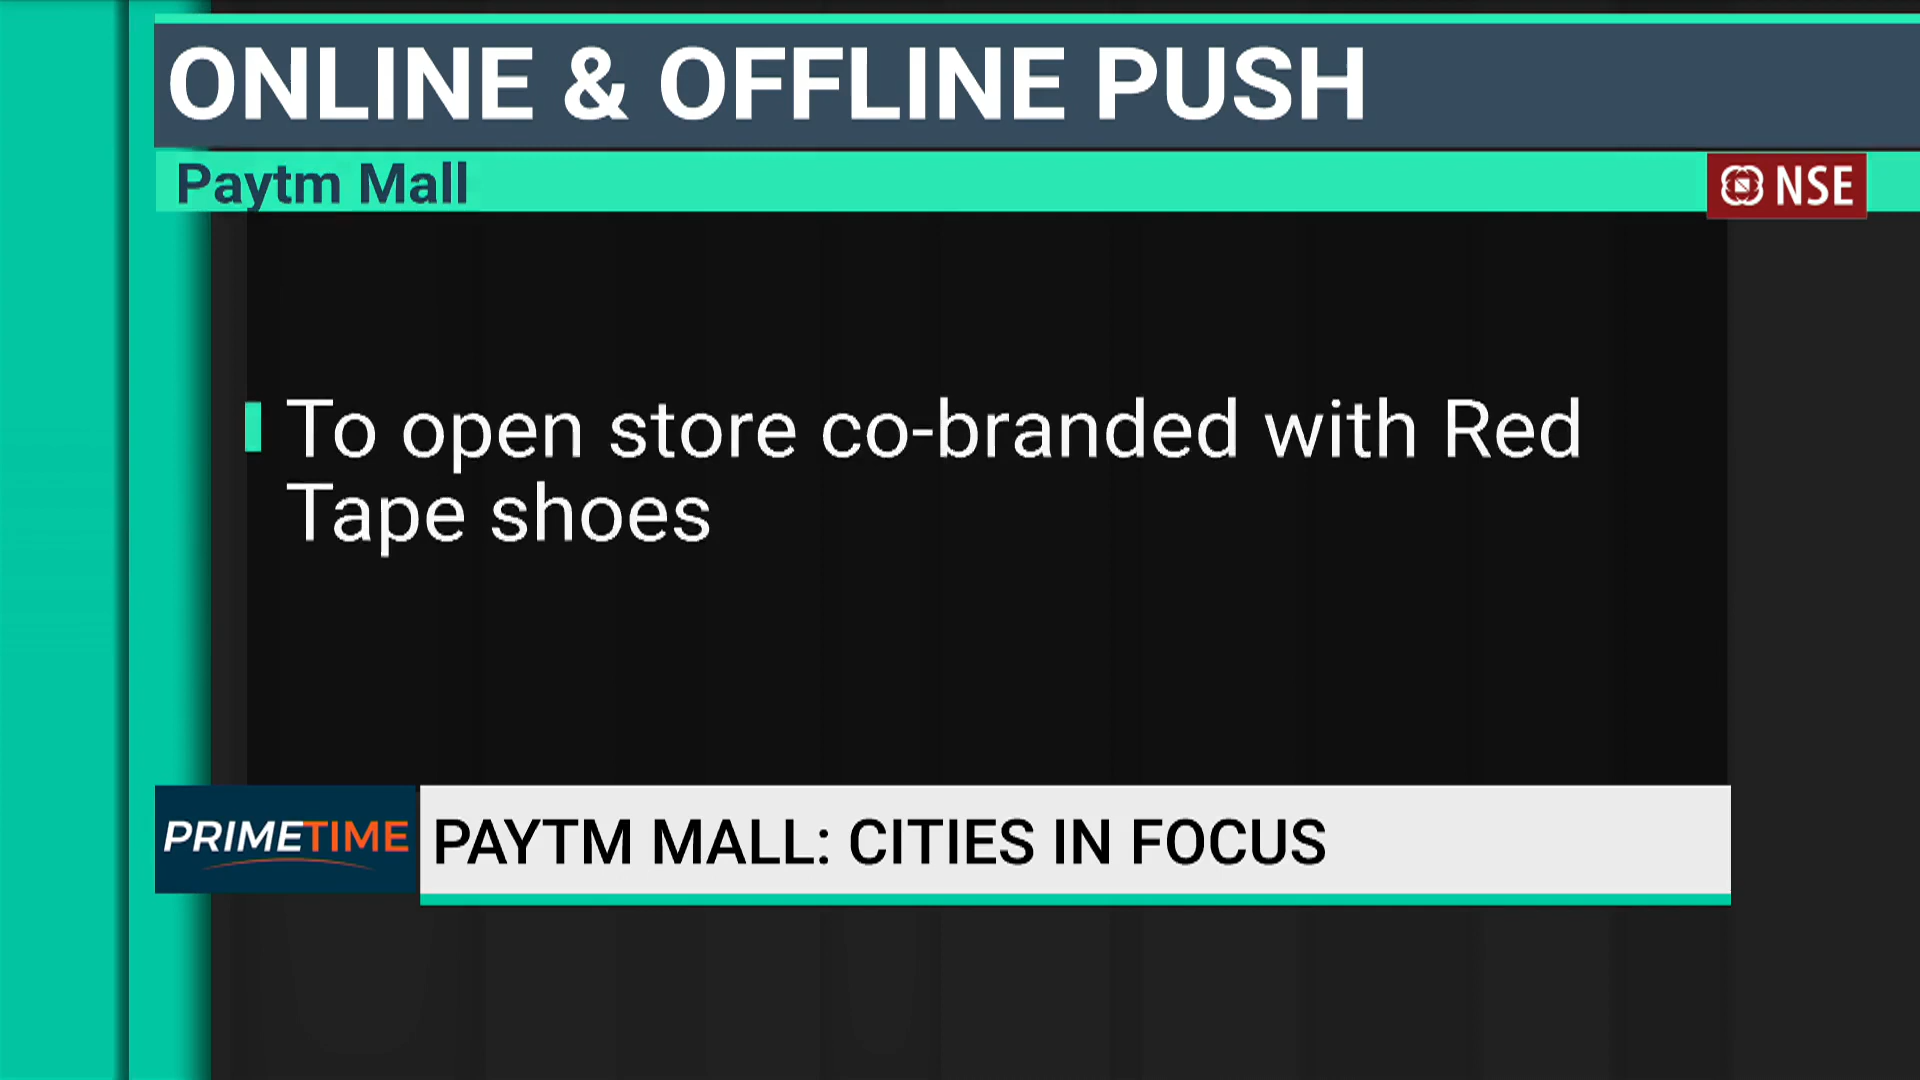 ONLINE & OFFLINE PUSH
Paytm Mall
NSE
To open store co-branded with Red
Tape shoes
PRIMETIME
PAYTM MALL: CITIES IN FOCUS